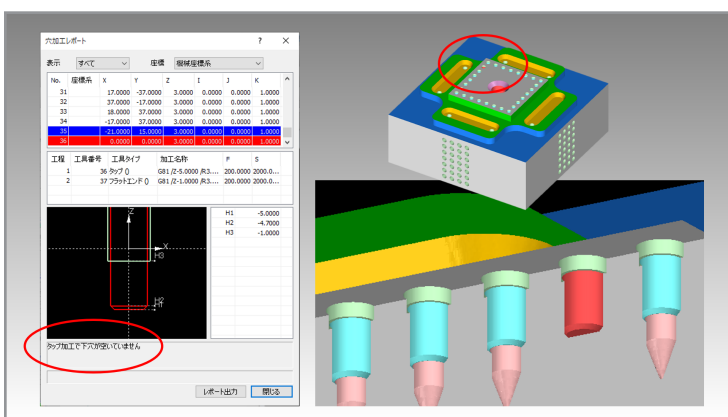 穴加工レポート ? ×
表示 すべて 座標 機械座標系
No. 座標系 X Y Z I J K
31 17.0000 -37.0000 3.0000 0.0000 0.0000 1.0000
32 37.0000 -17.0000 3.0000 0.0000 0.0000 1.0000
33 18.0000 37.0000 3.0000 0.0000 0.0000 1.0000
34 -17.0000 37.0000 3.0000 0.0000 0.0000 1.0000
35 -21.0000 15.0000 3.0000 0.0000 0.0000 1.0000
36 0.0000 0.0000 3.0000 0.0000 0.0000 1.0000
工程 工具番号 工具タイプ 加工名称 F S
1 36 タップ () G81 /Z-5.0000 /R3.... 200.0000 2000.0...
2 37 フラットエンド () G81 /Z-1.0000 /R3.... 200.0000 2000.0...
Z
X
H3
H1 -5.0000
H2 -4.7000
H3 -1.0000
タップ加工で下穴が空いていません
レポート出力 閉じる